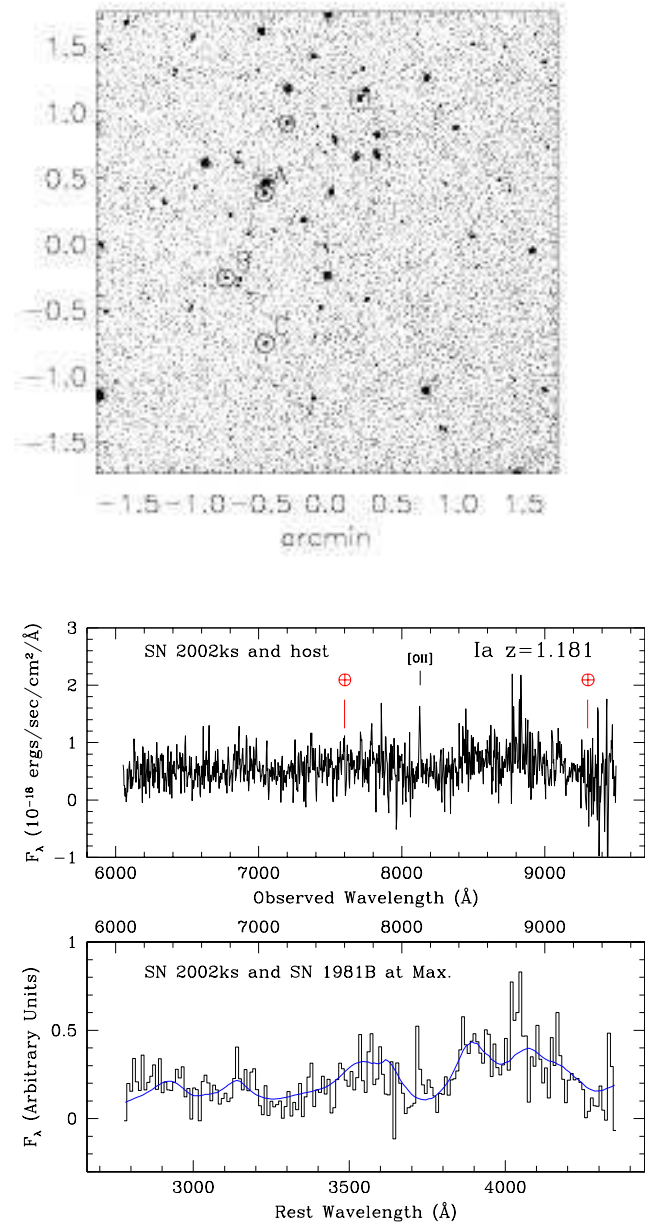 1.5
1.0
A
0.5
0.0
B
C
−0.5
−1.0
−1.5
−1.5 −1.0 −0.5 0.0 0.5 1.0 1.5
arcmin
3
SN 2002ks and host
[OII]
Ia z=1.181
2
1
0
−1
F_λ (10⁻¹⁸ ergs/sec/cm²/Å)
6000 7000 8000 9000
Observed Wavelength (Å)
6000 7000 8000 9000
1
SN 2002ks and SN 1981B at Max.
0.5
0
F_λ (Arbitrary Units)
3000 3500 4000
Rest Wavelength (Å)